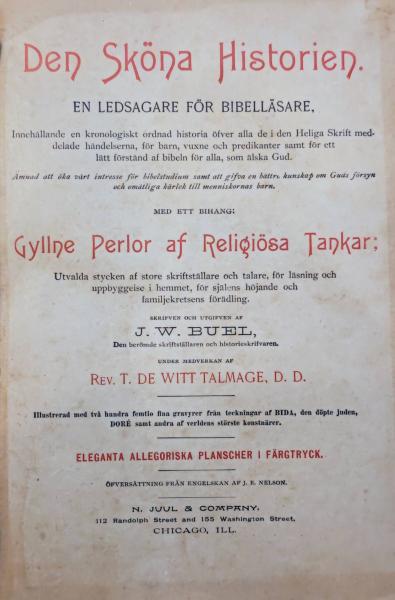 Den Sköna Historien.
EN LEDSAGARE FÖR BIBELLÄSARE,
Innehållande en kronologiskt ordnad historia öfver alla de i den Heliga Skrift med-
delade händelserna, för barn, vuxne och predikanter samt för ett
lätt förstånd af bibeln för alla, som älska Gud.
Ämnad att öka vårt intresse för bibelstudium samt att gifva en bättre kunskap om Guds försyn
och omätliga kärlek till menniskornas barn.
MED ETT BIHANG:
Gyllne Perlor af Religiösa Tankar;
Utvalda stycken af store skriftställare och talare, för läsning och
uppbyggelse i hemmet, för själens höjande och
familjekretsens förädling.
SKRIFVEN OCH UTGIFVEN AF
J. W. BUEL,
Den berömde skriftställaren och historieskrifvaren.
UNDER MEDVERKAN AF
REV. T. DE WITT TALMAGE, D. D.
Illustrerad med två hundra femtio fina gravyrer från teckningar af BIDA, den döpte juden,
DORÉ samt andra af verldens störste konstnärer.
ELEGANTA ALLEGORISKA PLANSCHER I FÄRGTRYCK.
ÖFVERSÄTTNING FRÅN ENGELSKAN AF J. E. NELSON.
N. JUUL & COMPANY.
112 Randolph Street and 155 Washington Street,
CHICAGO, ILL.